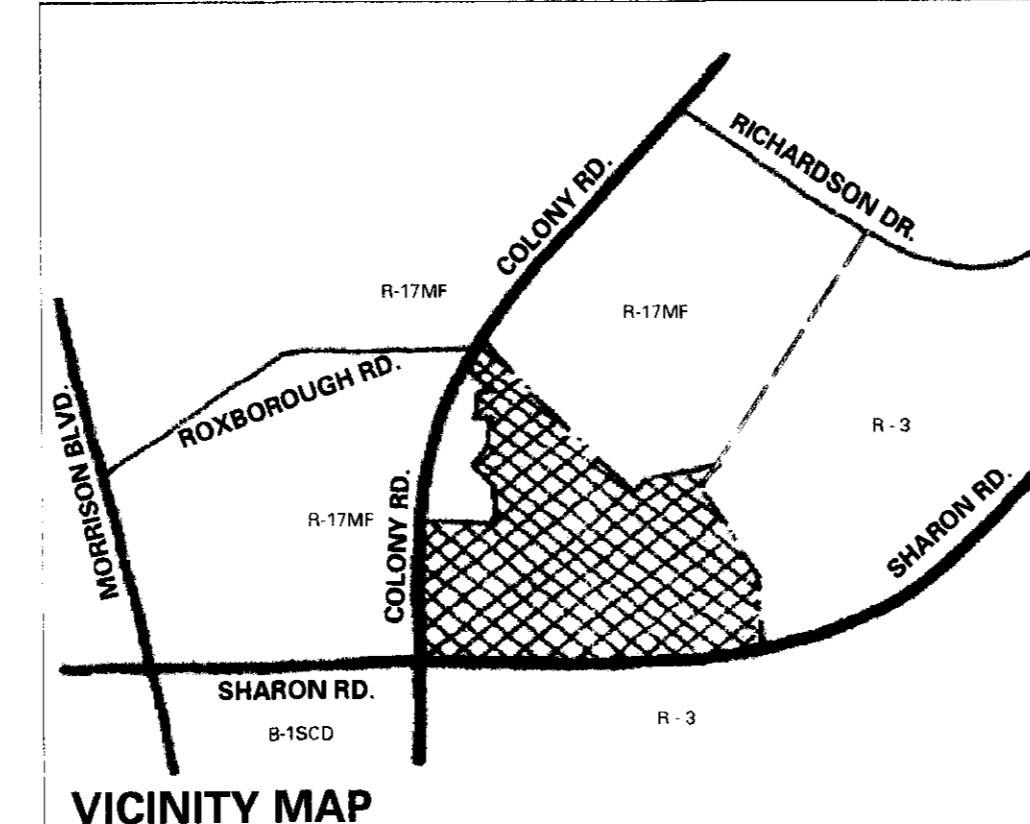 RICHARDSON DR.
COLONY RD.
R-17MF
R-17MF
ROXBOROUGH RD.
MORRISON BLVD.
R - 3
SHARON RD.
COLONY RD.
R-17MF
SHARON RD.
R - 3
B-1SCD
VICINITY MAP